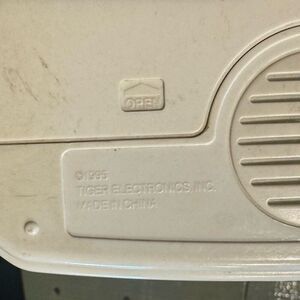 OPEN
©1995
TIGER ELECTRONICS, INC.
MADE IN CHINA